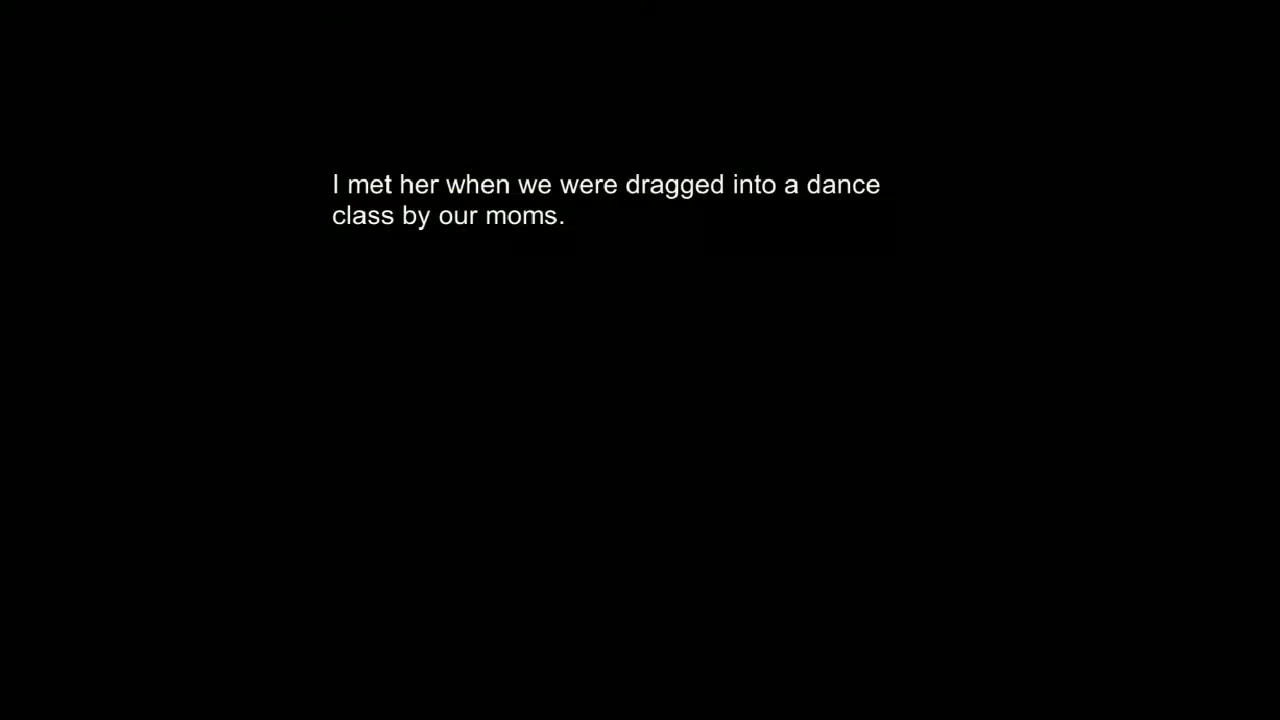 I met her when we were dragged into a dance
class by our moms.